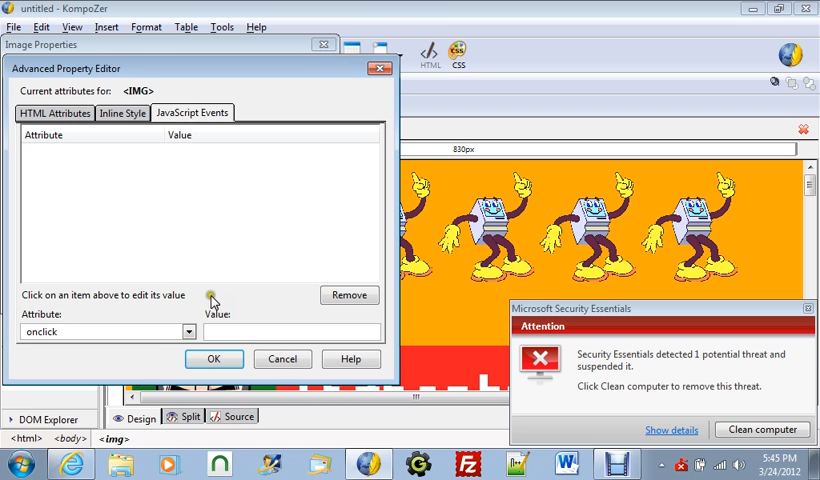 untitled - KompoZer
File Edit View Insert Format Table Tools Help
Image Properties
HTML CSS
Advanced Property Editor
Current attributes for: <IMG>
HTML Attributes Inline Style JavaScript Events
Attribute Value
830px
Click on an item above to edit its value
Remove
Attribute: Value:
onclick
OK Cancel Help
Microsoft Security Essentials
Attention
Security Essentials detected 1 potential threat and
suspended it.
Click Clean computer to remove this threat.
Show details Clean computer
DOM Explorer Design Split Source
<html> <body> <img>
5:45 PM
3/24/2012